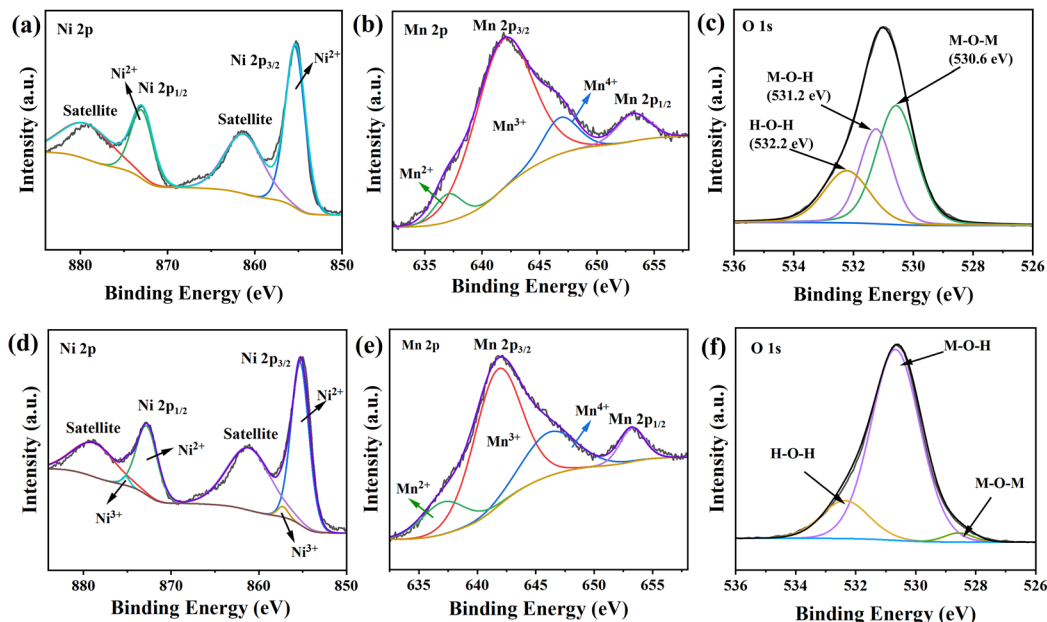 (a)
Ni 2p
Ni²⁺
Ni 2p₁/₂
Satellite
Satellite
Ni 2p₃/₂
Ni²⁺
Intensity (a.u.)
880 870 860 850
Binding Energy (eV)
(b)
Mn 2p
Mn 2p₃/₂
Mn⁴⁺
Mn 2p₁/₂
Mn³⁺
Mn²⁺
Intensity (a.u.)
635 640 645 650 655
Binding Energy (eV)
(c)
O 1s
M-O-M
(530.6 eV)
M-O-H
(531.2 eV)
H-O-H
(532.2 eV)
Intensity (a.u.)
536 534 532 530 528 526
Binding Energy (eV)
(d)
Ni 2p
Ni 2p₃/₂
Ni²⁺
Ni 2p₁/₂
Satellite
Satellite
Ni²⁺
Ni³⁺
Ni³⁺
Intensity (a.u.)
880 870 860 850
Binding Energy (eV)
(e)
Mn 2p
Mn 2p₃/₂
Mn⁴⁺
Mn 2p₁/₂
Mn³⁺
Mn²⁺
Intensity (a.u.)
635 640 645 650 655
Binding Energy (eV)
(f)
O 1s
M-O-H
H-O-H
M-O-M
Intensity (a.u.)
536 534 532 530 528 526
Binding Energy (eV)